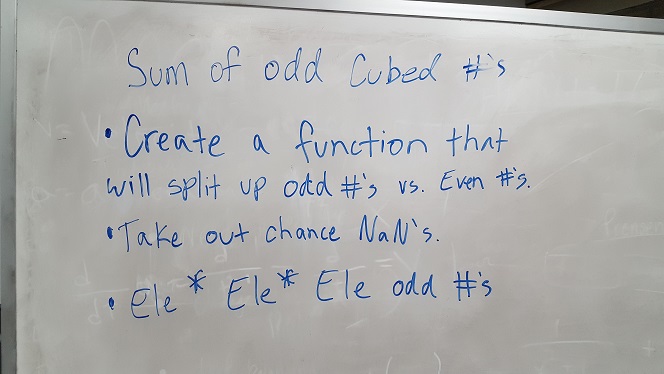 Sum of odd Cubed #'s
• Create a function that
will split up odd #'s vs. Even #'s.
• Take out chance NaN's.
• Ele * Ele * Ele odd #'s